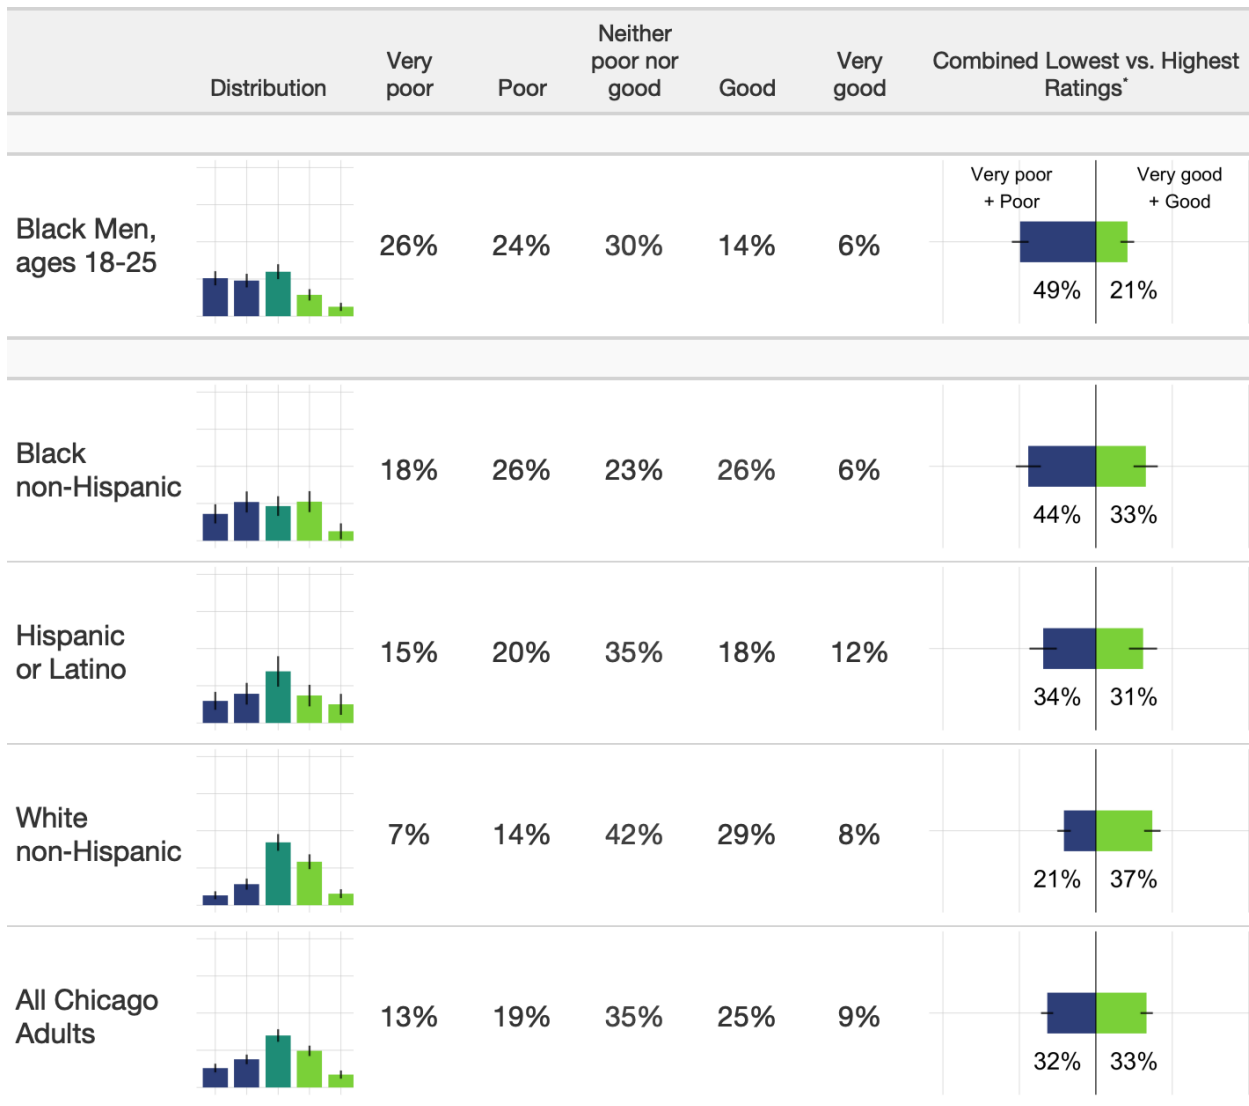 Distribution
Very
poor
Poor
Neither
poor nor
good
Good
Very
good
Combined Lowest vs. Highest
Ratings*
Black Men,
ages 18-25
26% 24% 30% 14% 6%
Very poor
+ Poor
Very good
+ Good
49% 21%
Black
non-Hispanic
18% 26% 23% 26% 6%
44% 33%
Hispanic
or Latino
15% 20% 35% 18% 12%
34% 31%
White
non-Hispanic
7% 14% 42% 29% 8%
21% 37%
All Chicago
Adults
13% 19% 35% 25% 9%
32% 33%